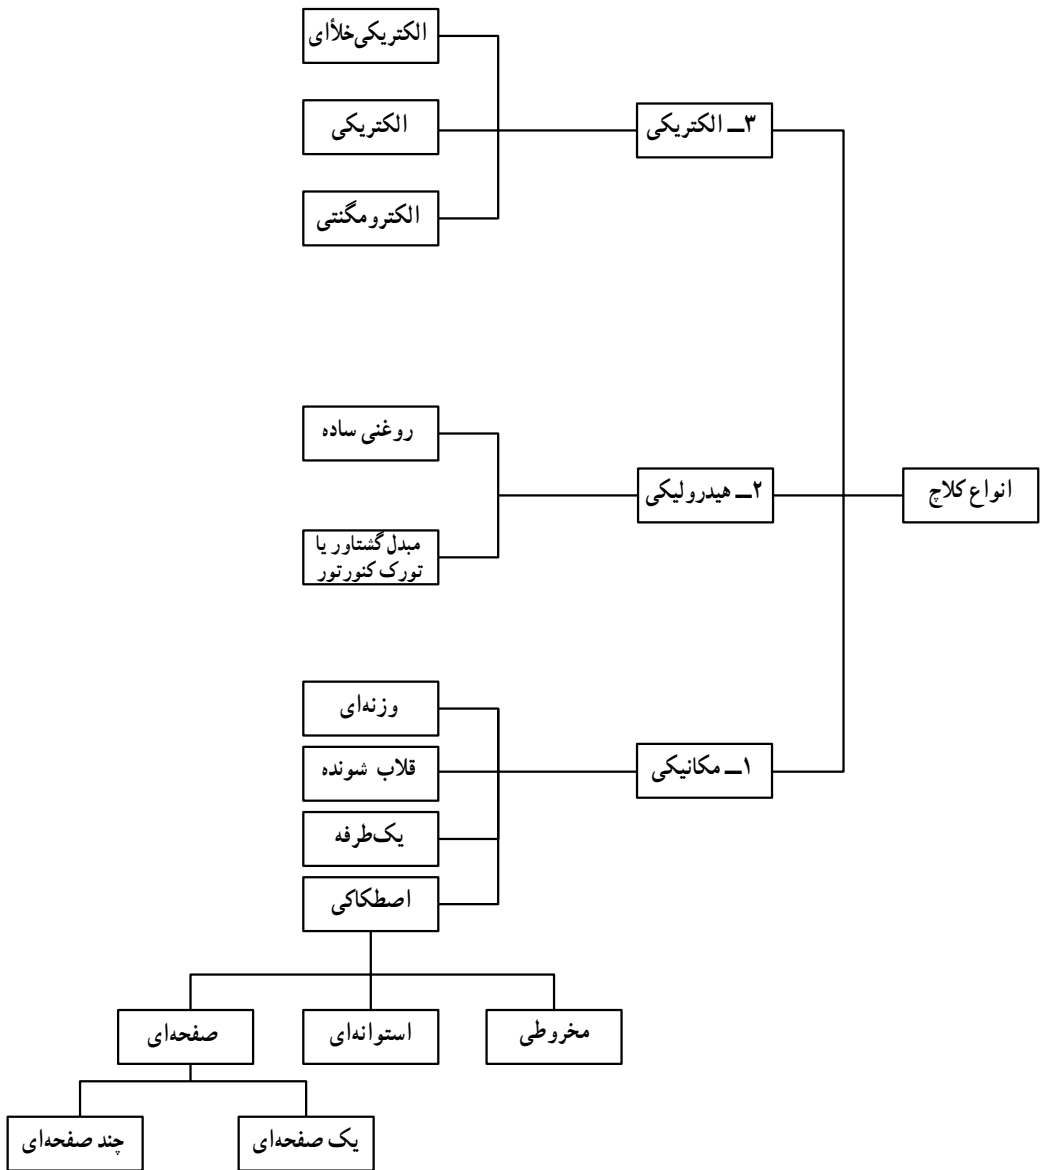 الکتریکی‌خلأای
۳ــ الکتریکی
الکتریکی
الکترومگنتی
روغنی ساده
انواع کلاچ
۲ــ هیدرولیکی
مبدل گشتاور یا
تورک کنورتور
وزنه‌ای
۱ــ مکانیکی
قلاب شونده
یک‌طرفه
اصطکاکی
مخروطی
استوانه‌ای
صفحه‌ای
یک صفحه‌ای
چند صفحه‌ای